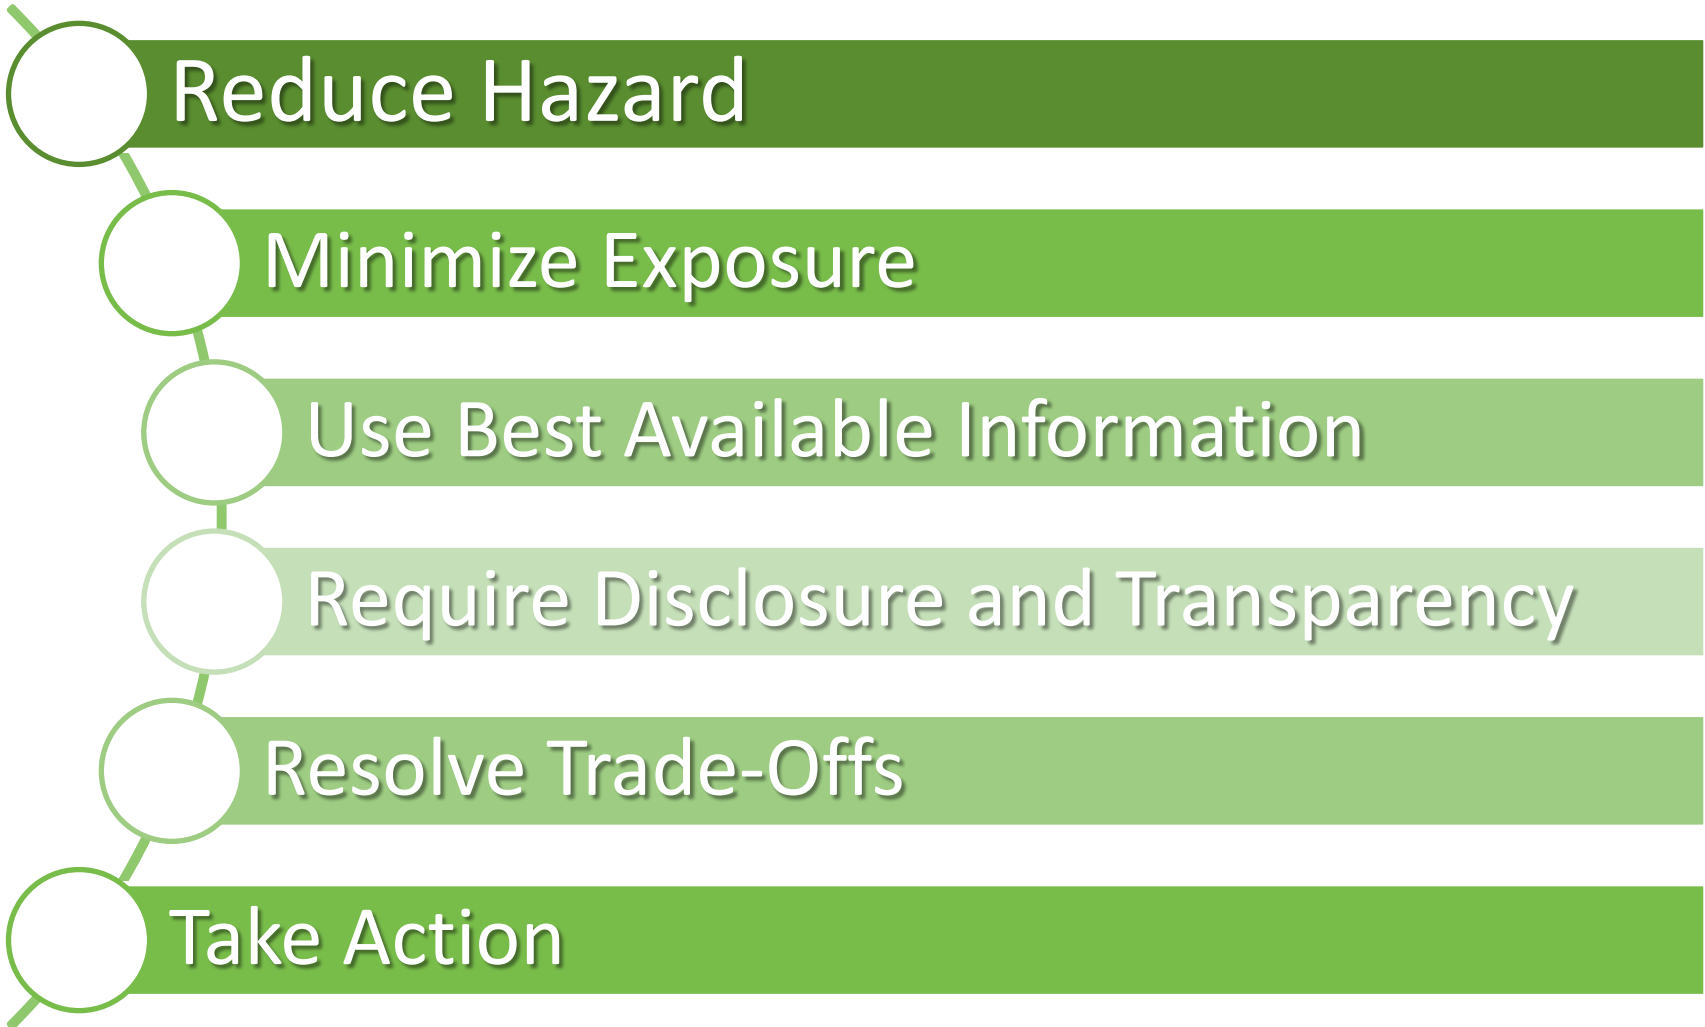 Reduce Hazard
Minimize Exposure
Use Best Available Information
Require Disclosure and Transparency
Resolve Trade-Offs
Take Action